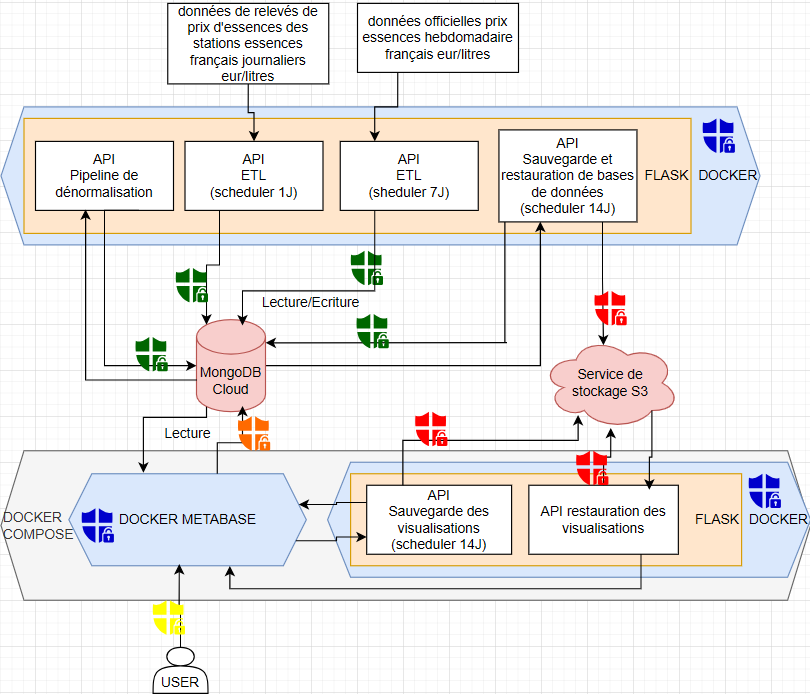 données de relevés de
prix d'essences des
stations essences
français journaliers
eur/litres
données officielles prix
essences hebdomadaire
français eur/litres
API
Pipeline de
dénormalisation
API
ETL
(scheduler 1J)
API
ETL
(sheduler 7J)
API
Sauvegarde et
restauration de bases
de données
(scheduler 14J)
FLASK
DOCKER
Lecture/Ecriture
MongoDB
Cloud
Service de
stockage S3
Lecture
DOCKER
COMPOSE
DOCKER METABASE
API
Sauvegarde des
visualisations
(scheduler 14J)
API restauration des
visualisations
FLASK
DOCKER
USER